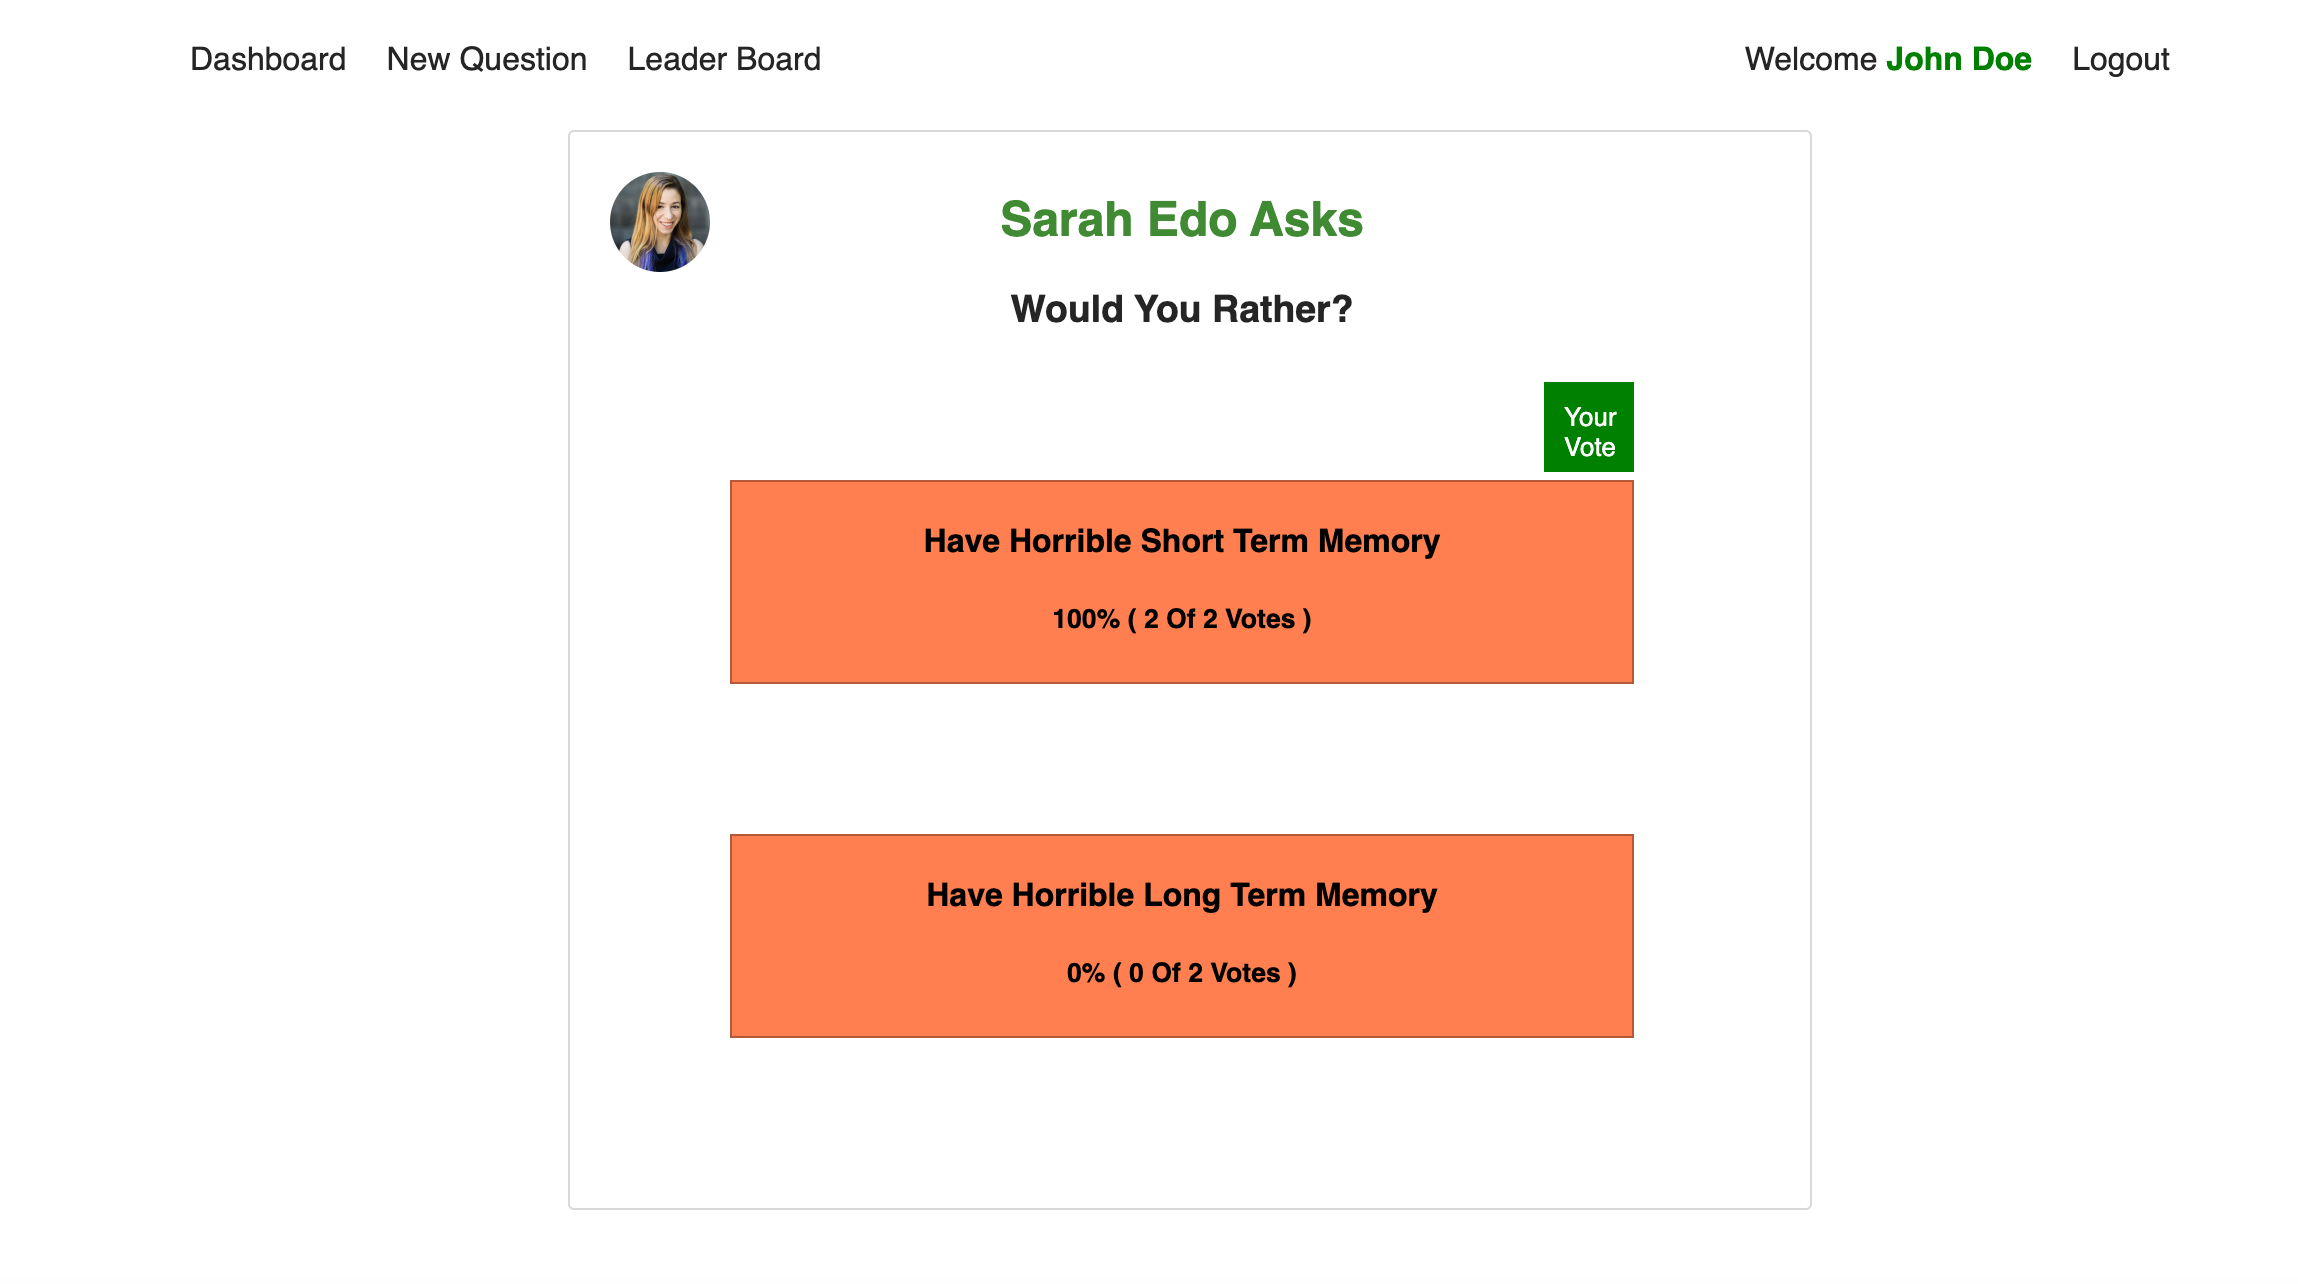 Dashboard New Question Leader Board Welcome John Doe Logout
Sarah Edo Asks
Would You Rather?
Your
Vote
Have Horrible Short Term Memory
100% ( 2 Of 2 Votes )
Have Horrible Long Term Memory
0% ( 0 Of 2 Votes )